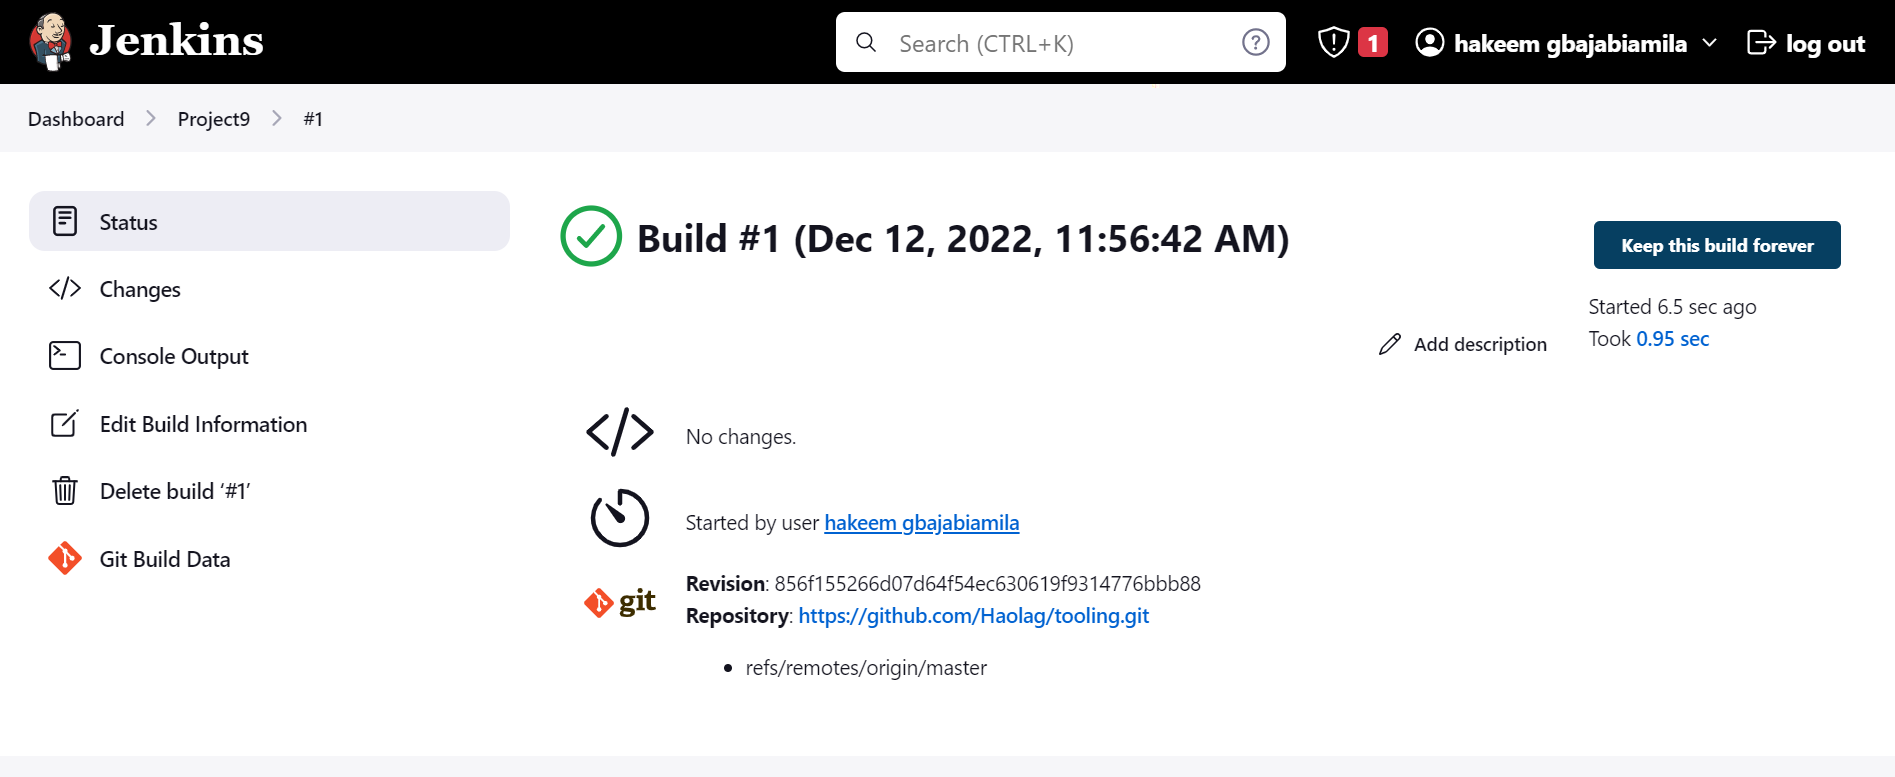 Jenkins
Search (CTRL+K)
1
hakeem gbajabiamila
log out
Dashboard
Project9
#1
Status
Changes
Console Output
Edit Build Information
Delete build ‘#1’
Git Build Data
Build #1 (Dec 12, 2022, 11:56:42 AM)
Keep this build forever
Started 6.5 sec ago
Took 0.95 sec
Add description
No changes.
Started by user hakeem gbajabiamila
git
Revision: 856f155266d07d64f54ec630619f9314776bbb88
Repository: https://github.com/Haolag/tooling.git
• refs/remotes/origin/master